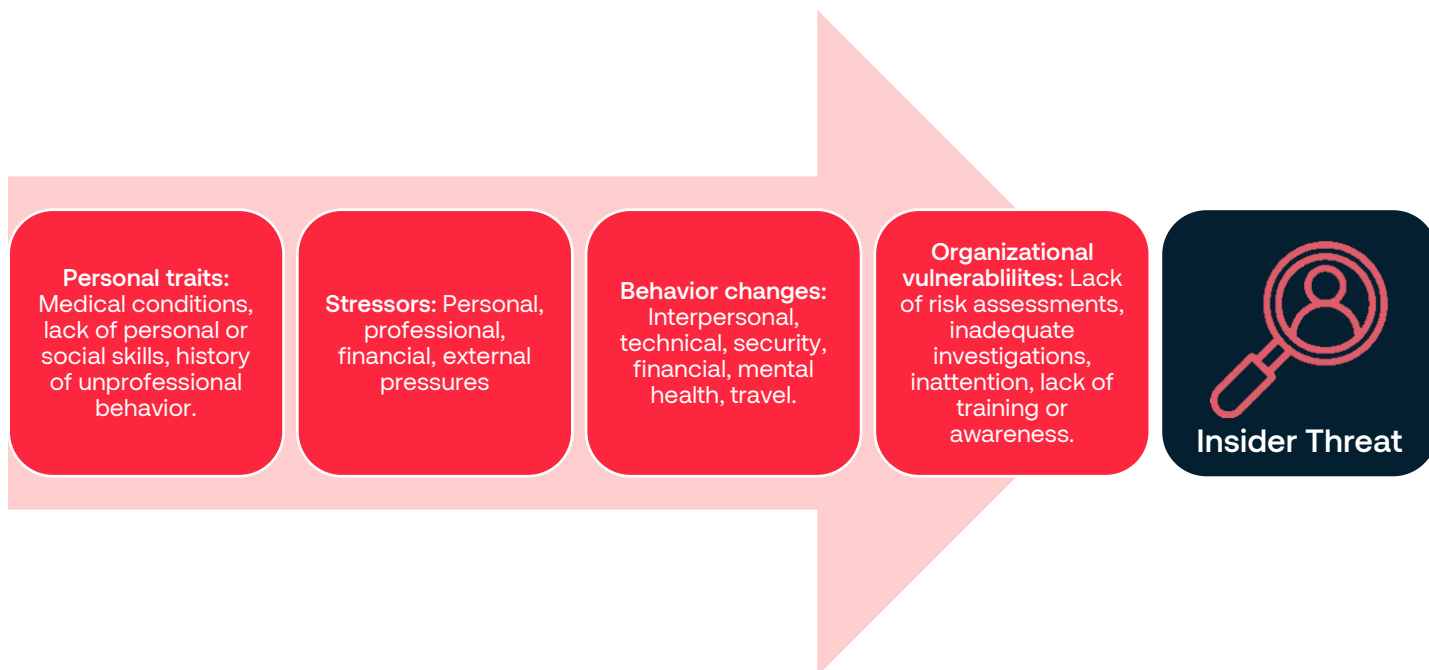 Personal traits:
Medical conditions,
lack of personal or
social skills, history
of unprofessional
behavior.
Stressors: Personal,
professional,
financial, external
pressures
Behavior changes:
Interpersonal,
technical, security,
financial, mental
health, travel.
Organizational
vulnerablilites: Lack
of risk assessments,
inadequate
investigations,
inattention, lack of
training or
awareness.
Insider Threat